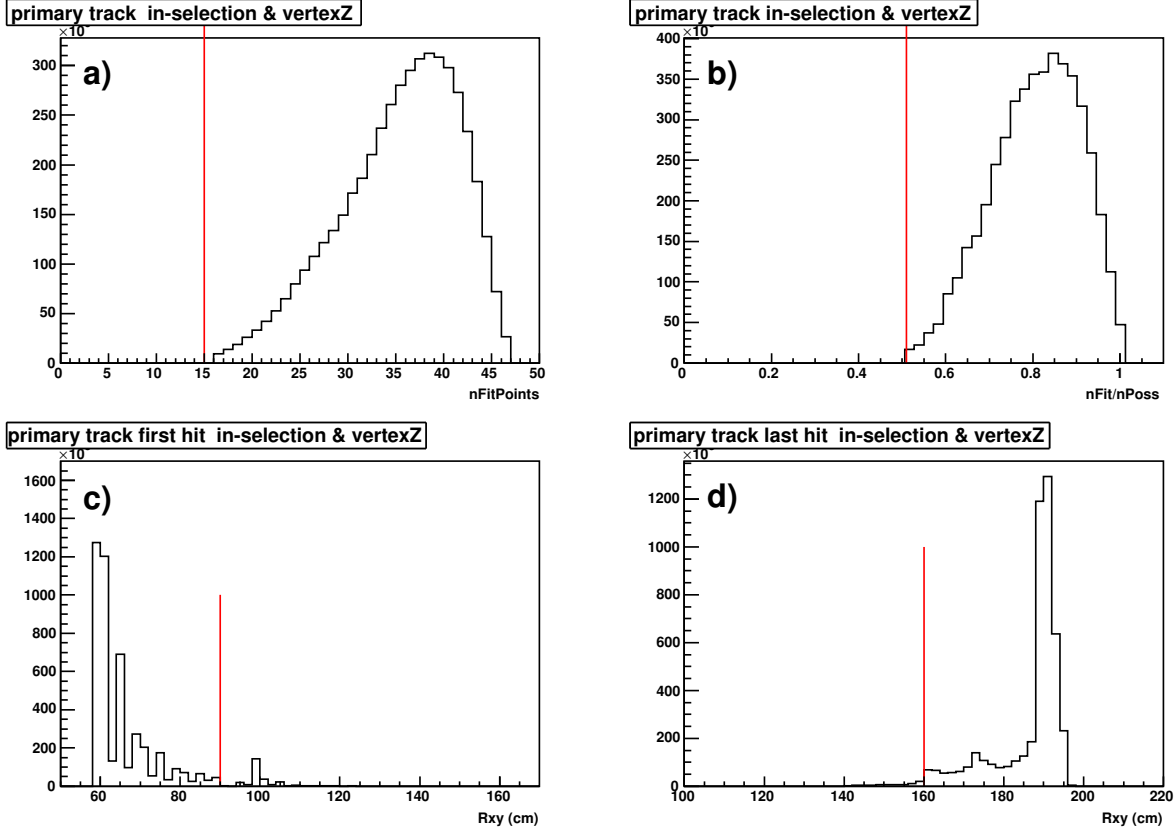 primary track  in-selection & vertexZ
×10
a)
300
250
200
150
100
50
0
0 5 10 15 20 25 30 35 40 45 50
nFitPoints
primary track  in-selection & vertexZ
×10
b)
400
350
300
250
200
150
100
50
0
0 0.2 0.4 0.6 0.8 1
nFit/nPoss
primary track first hit  in-selection & vertexZ
×10
c)
1600
1400
1200
1000
800
600
400
200
0
60 80 100 120 140 160
Rxy (cm)
primary track last hit  in-selection & vertexZ
×10
d)
1200
1000
800
600
400
200
0
100 120 140 160 180 200 220
Rxy (cm)